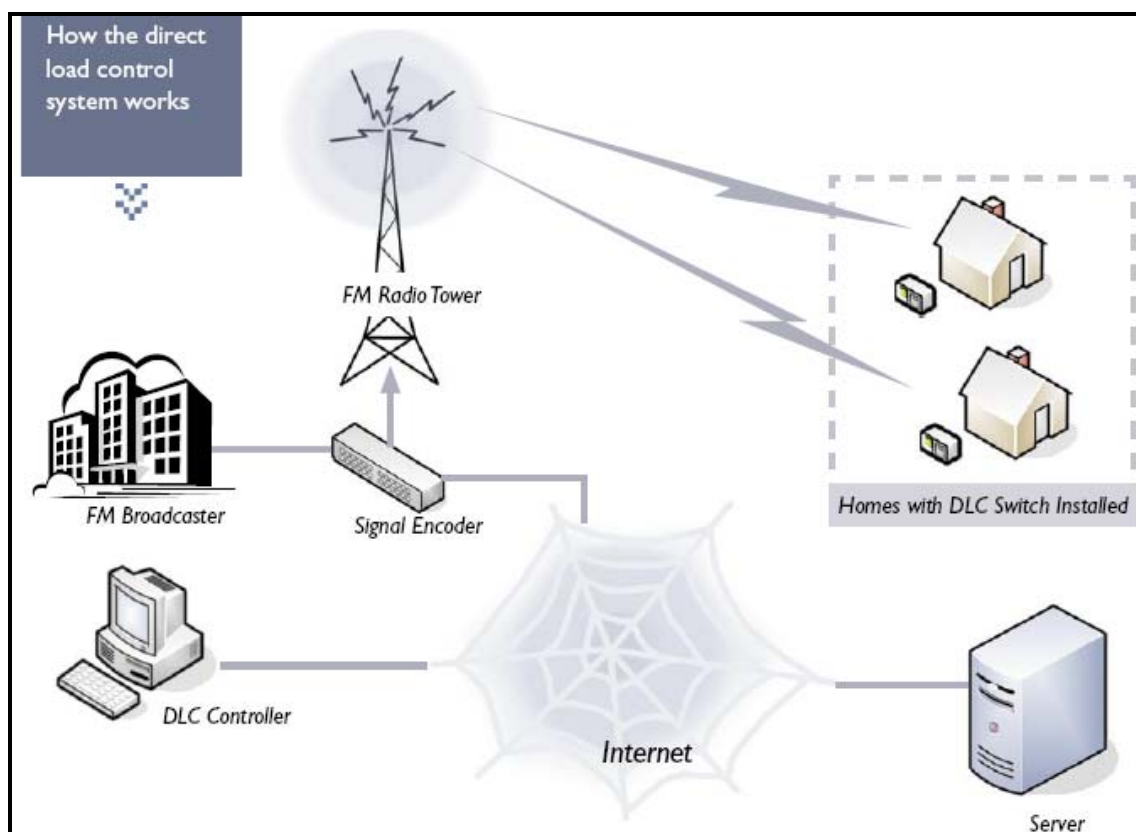 How the direct
load control
system works
FM Radio Tower
FM Broadcaster
Signal Encoder
Homes with DLC Switch Installed
DLC Controller
Internet
Server